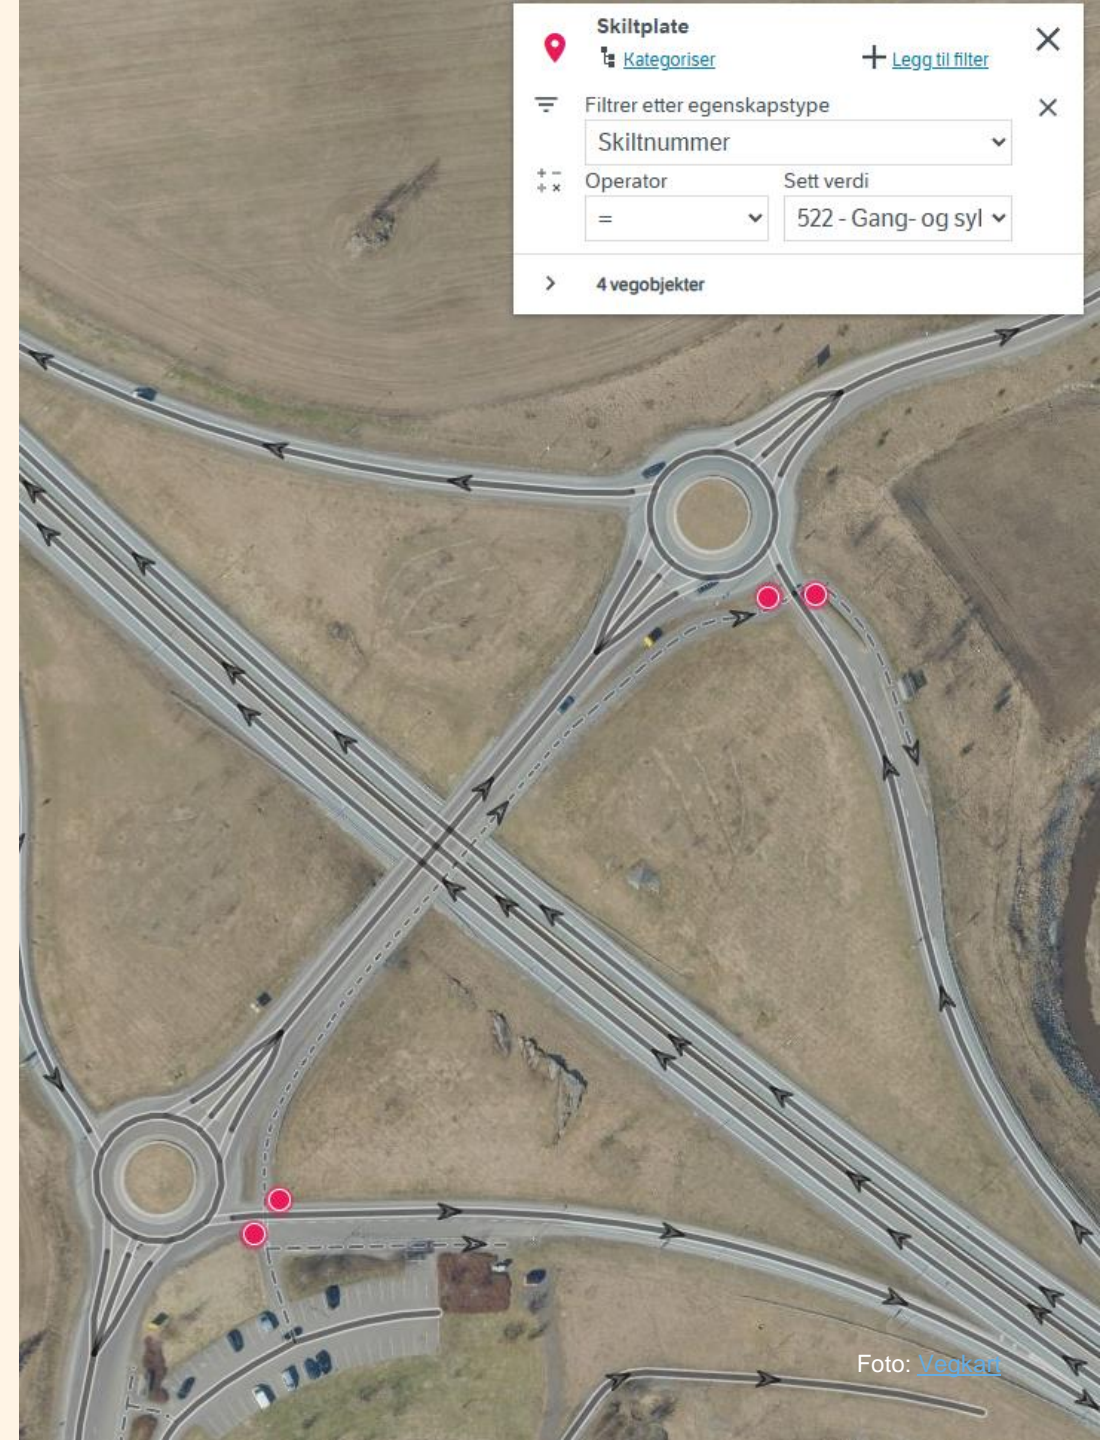 Skiltplate
Kategoriser
Legg til filter
Filtrer etter egenskapstype
Skiltnummer
Operator
Sett verdi
=
522 - Gang- og syl
4 vegobjekter
Foto: Vegkart